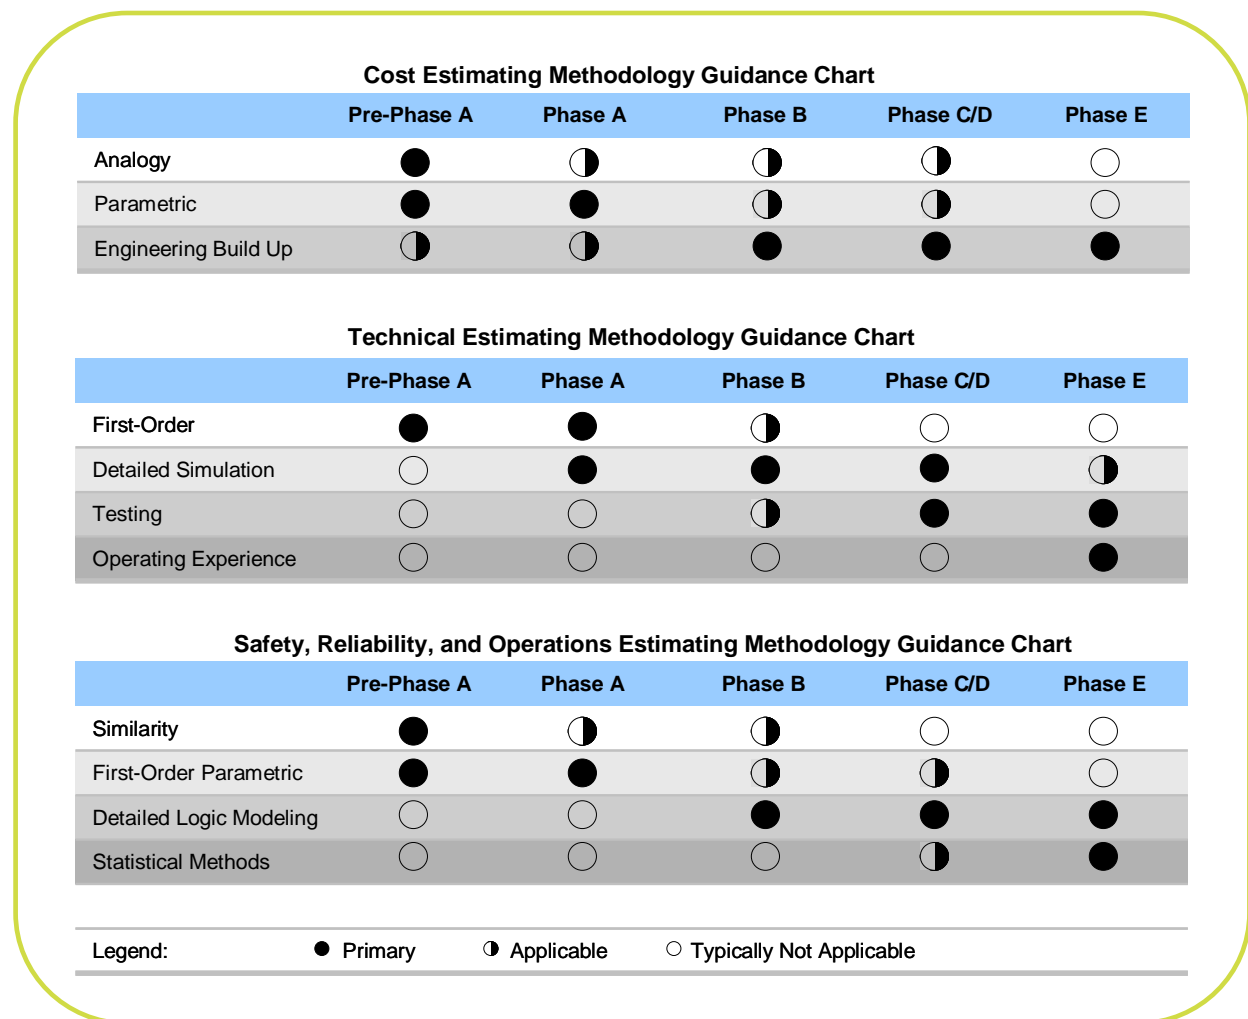 Cost Estimating Methodology Guidance Chart
Pre-Phase A Phase A Phase B Phase C/D Phase E
Analogy
Parametric
Engineering Build Up
Technical Estimating Methodology Guidance Chart
Pre-Phase A Phase A Phase B Phase C/D Phase E
First-Order
Detailed Simulation
Testing
Operating Experience
Safety, Reliability, and Operations Estimating Methodology Guidance Chart
Pre-Phase A Phase A Phase B Phase C/D Phase E
Similarity
First-Order Parametric
Detailed Logic Modeling
Statistical Methods
Legend: Primary Applicable Typically Not Applicable